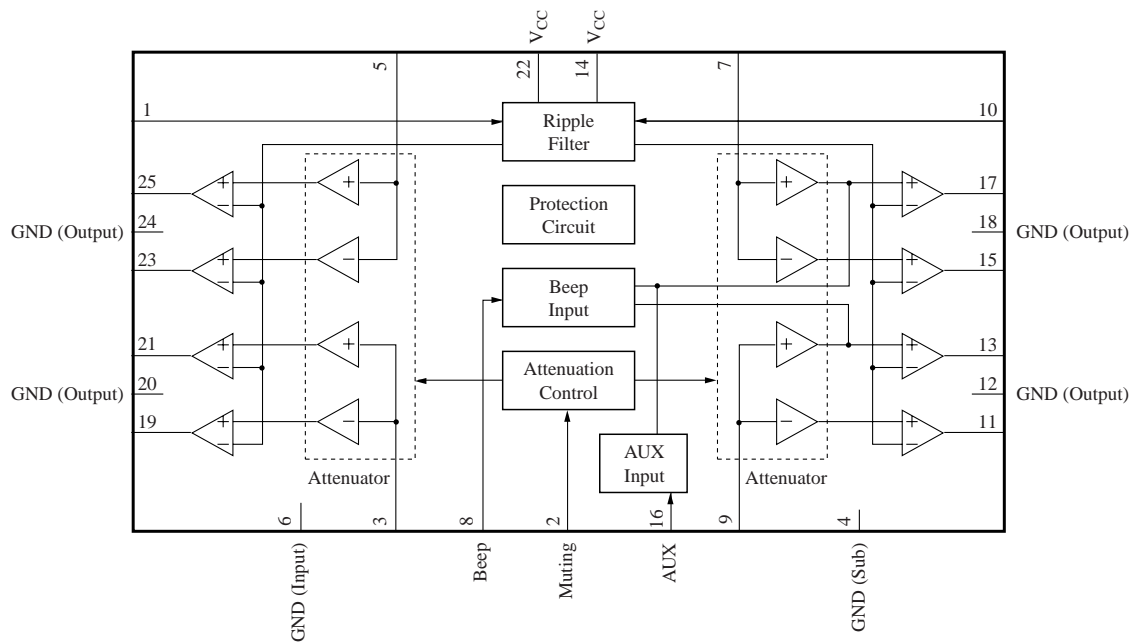 VCC
VCC
5
22
14
7
1
Ripple
Filter
10
25
+
−
+
+
+
−
17
GND (Output)
24
Protection
Circuit
18
GND (Output)
23
+
−
−
−
+
−
15
Beep
Input
21
+
−
+
+
+
−
13
GND (Output)
20
Attenuation
Control
12
GND (Output)
19
+
−
−
−
+
−
11
Attenuator
AUX
Input
Attenuator
6
3
8
2
16
9
4
GND (Input)
Beep
Muting
AUX
GND (Sub)